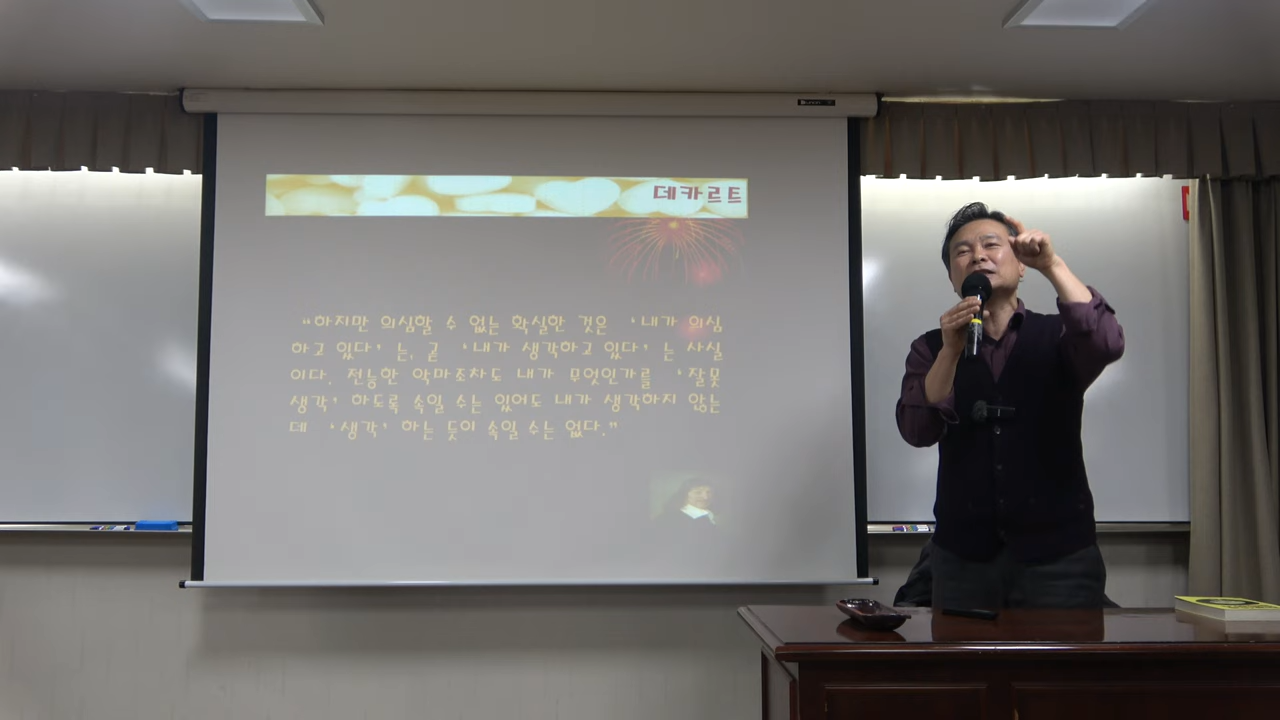 데카르트
“하지만 의심할 수 없는 확실한 것은 ‘내가 의심
하고 있다’ 는, 곧 ‘내가 생각하고 있다’ 는 사실
이다. 전능한 악마조차도 내가 무엇인가를 ‘잘못
생각’ 하도록 속일 수는 있어도 내가 생각하지 않는
데 ‘생각’ 하는 듯이 속일 수는 없다.”